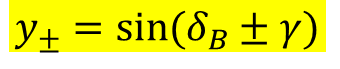 y± = sin(δB ± γ)